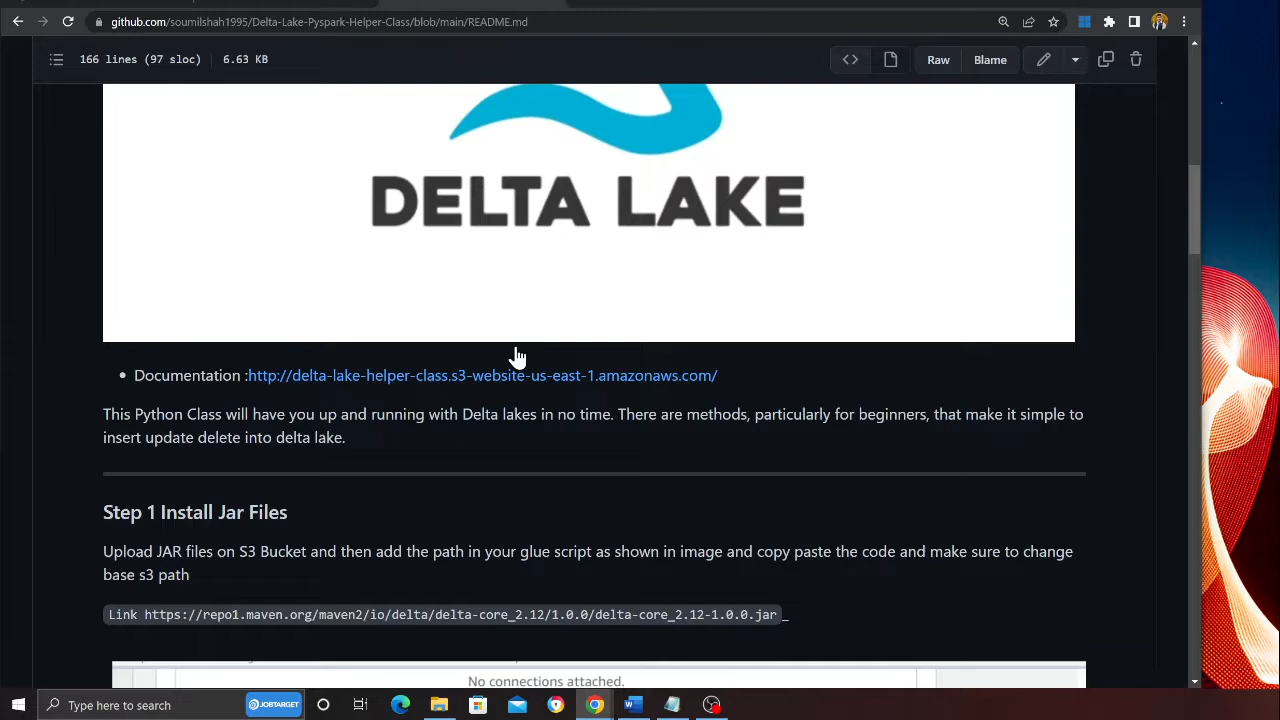 github.com/soumilshah1995/Delta-Lake-Pyspark-Helper-Class/blob/main/README.md
166 lines (97 sloc) 6.63 KB
Raw
Blame
DELTA LAKE
Documentation :http://delta-lake-helper-class.s3-website-us-east-1.amazonaws.com/
This Python Class will have you up and running with Delta lakes in no time. There are methods, particularly for beginners, that make it simple to
insert update delete into delta lake.
Step 1 Install Jar Files
Upload JAR files on S3 Bucket and then add the path in your glue script as shown in image and copy paste the code and make sure to change
base s3 path
Link https://repo1.maven.org/maven2/io/delta/delta-core_2.12/1.0.0/delta-core_2.12-1.0.0.jar _
No connections attached.
Type here to search
JOBTARGET